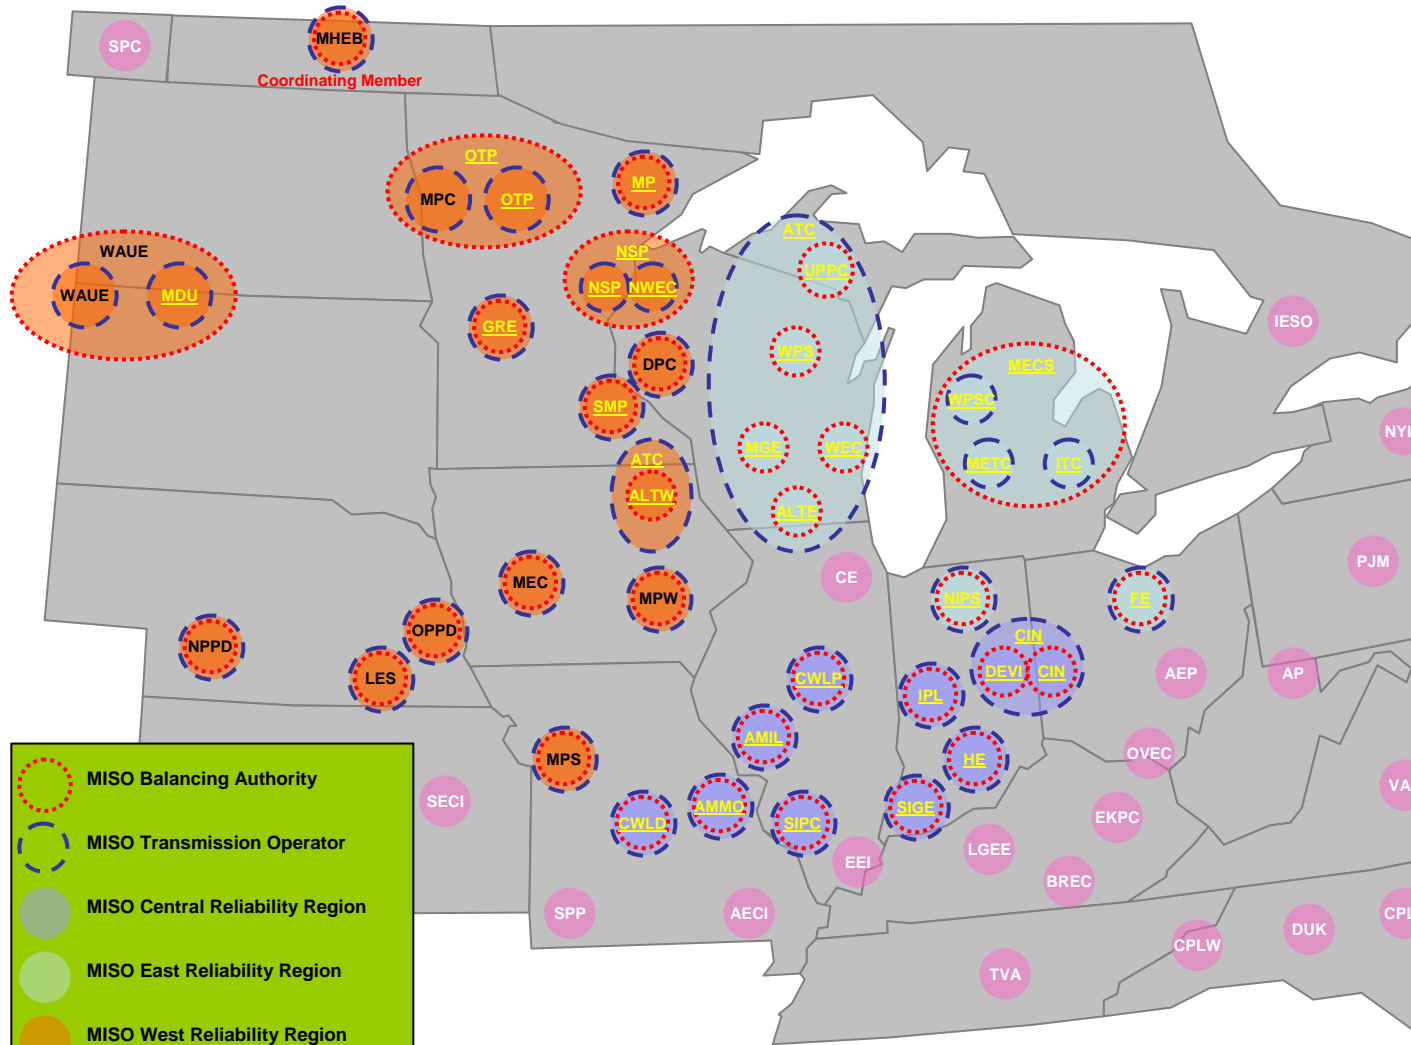 SPC
MHEB
Coordinating Member
OTP
MPC
OTP
MP
WAUE
WAUE
MDU
NSP
NSP
NWEC
GRE
DPC
SMP
ATC
ALTW
ATC
UPPC
WPS
MGE
WEC
ALTE
MECS
WPSC
METC
ITC
IESO
NYI
PJM
MEC
MPW
CE
NIPS
FE
OPPD
NPPD
LES
CIN
DEVI
CIN
CWLP
IPL
AEP
AP
AMIL
HE
OVEC
MPS
SECI
CWLD
AMMO
SIPC
SIGE
VA
EKPC
LGEE
EEI
BREC
SPP
AECI
CPL
DUK
CPLW
TVA
MISO Balancing Authority
MISO Transmission Operator
MISO Central Reliability Region
MISO East Reliability Region
MISO West Reliability Region